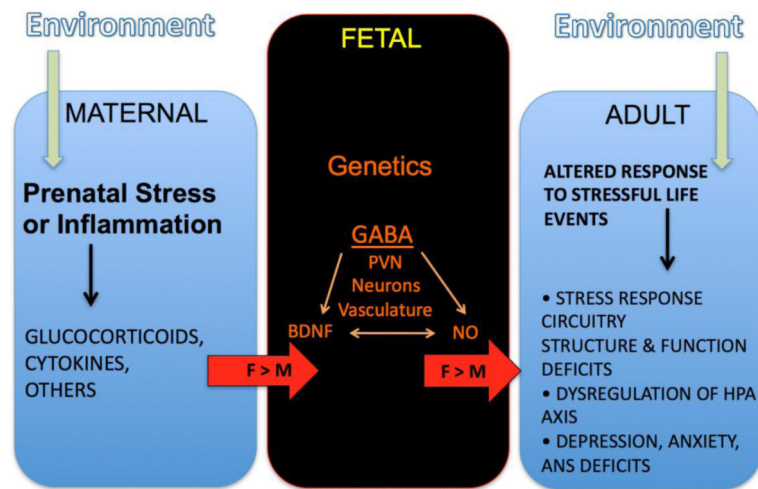 Environment
MATERNAL
Prenatal Stress
or Inflammation
GLUCOCORTICOIDS,
CYTOKINES,
OTHERS
F > M
FETAL
Genetics
GABA
PVN
Neurons
Vasculature
BDNF
NO
F > M
Environment
ADULT
ALTERED RESPONSE
TO STRESSFUL LIFE
EVENTS
• STRESS RESPONSE
CIRCUITRY
STRUCTURE & FUNCTION
DEFICITS
• DYSREGULATION OF HPA
AXIS
• DEPRESSION, ANXIETY,
ANS DEFICITS